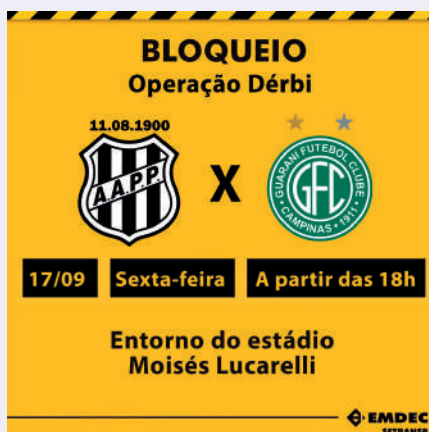 BLOQUEIO
Operação Dérbi
11.08.1900
A.A.P.P.
X
GUARANI FUTEBOL CLUBE
GFC
CAMPINAS • 1911
17/09
Sexta-feira
A partir das 18h
Entorno do estádio
Moisés Lucarelli
EMDEC
SETRANSP